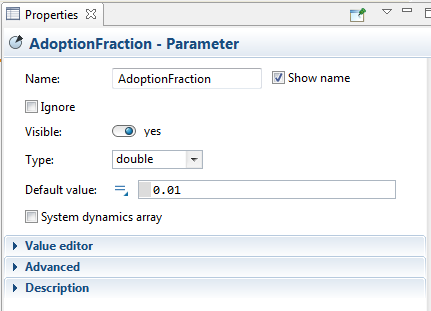 Properties
AdoptionFraction - Parameter
Name: AdoptionFraction Show name
Ignore
Visible: yes
Type: double
Default value: 0.01
System dynamics array
Value editor
Advanced
Description